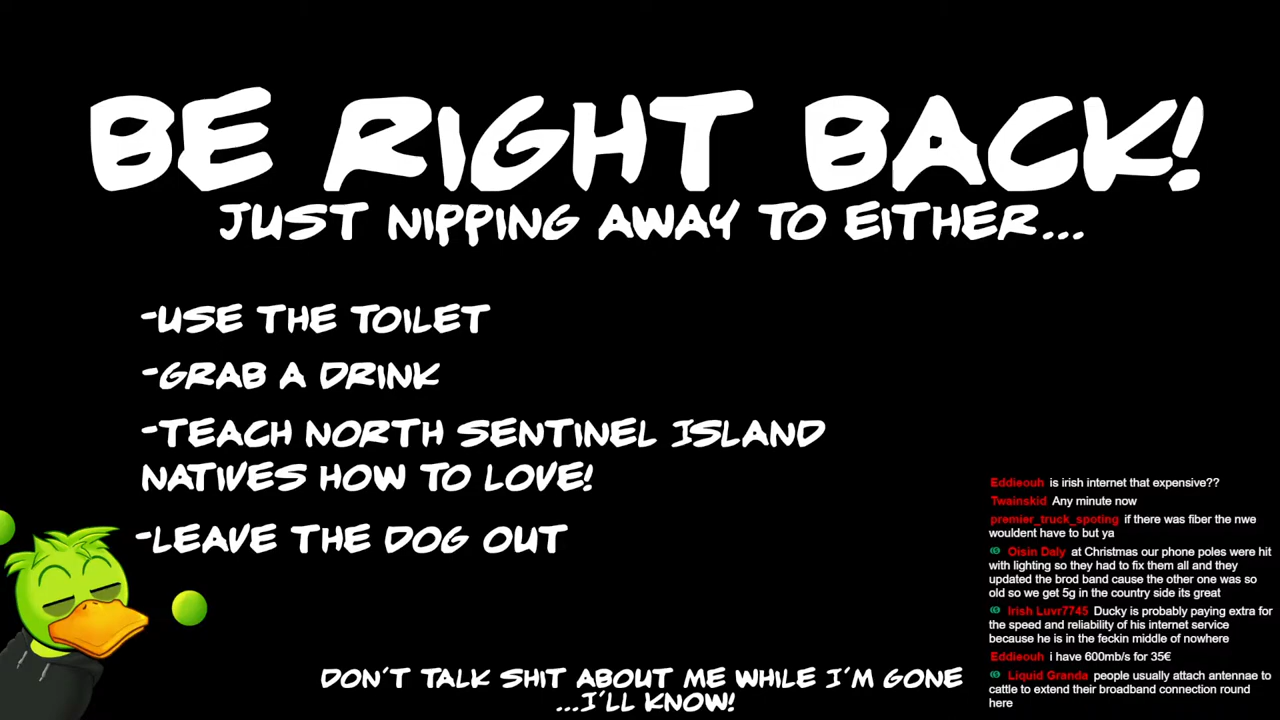 BE RIGHT BACK!
JUST NIPPING AWAY TO EITHER...
-USE THE TOILET
-GRAB A DRINK
-TEACH NORTH SENTINEL ISLAND
NATIVES HOW TO LOVE!
-LEAVE THE DOG OUT
DON'T TALK SHIT ABOUT ME WHILE I'M GONE
...I'LL KNOW!
Eddieouh is irish internet that expensive??
Twainskid Any minute now
premier_truck_spoting if there was fiber the nwe
wouldent have to but ya
Oisin Daly at Christmas our phone poles were hit
with lighting so they had to fix them all and they
updated the brod band cause the other one was so
old so we get 5g in the country side its great
Irish Luvr7745 Ducky is probably paying extra for
the speed and reliability of his internet service
because he is in the feckin middle of nowhere
Eddieouh i have 600mb/s for 35€
Liquid Granda people usually attach antennae to
cattle to extend their broadband connection round
here